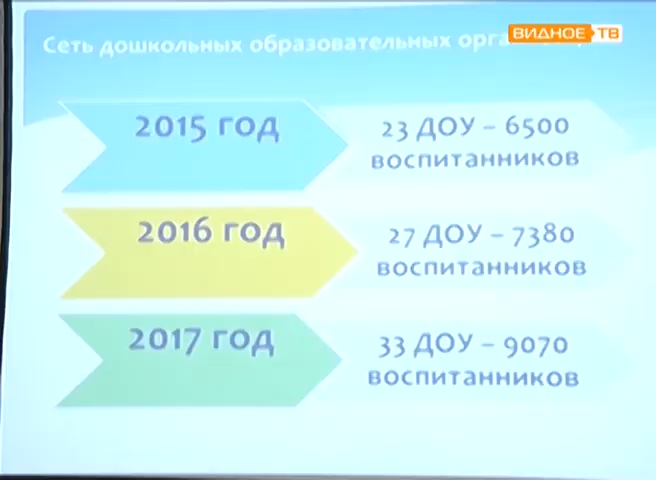 Сеть дошкольных образовательных
ВИДНОЕ ТВ
2015 год
23 ДОУ – 6500
воспитанников
2016 год
27 ДОУ – 7380
воспитанников
2017 год
33 ДОУ – 9070
воспитанников